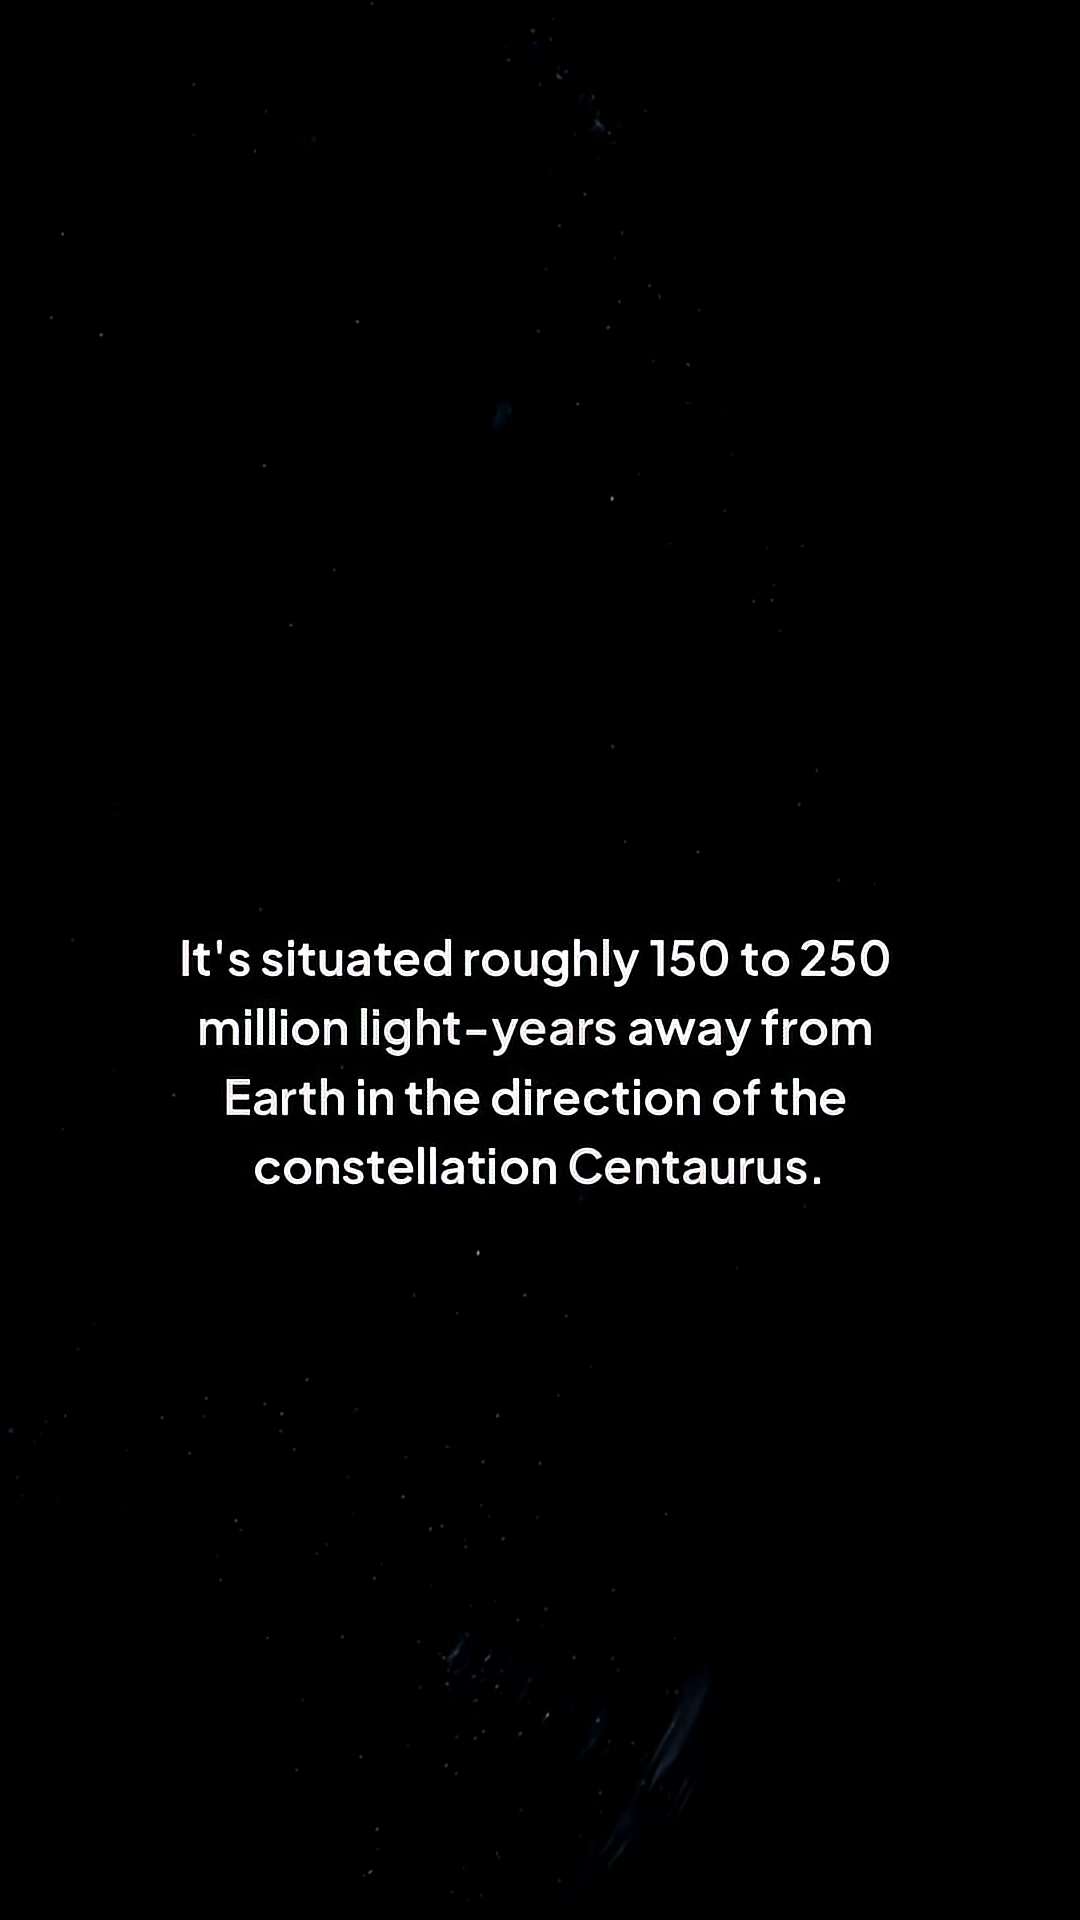 It's situated roughly 150 to 250
million light-years away from
Earth in the direction of the
constellation Centaurus.